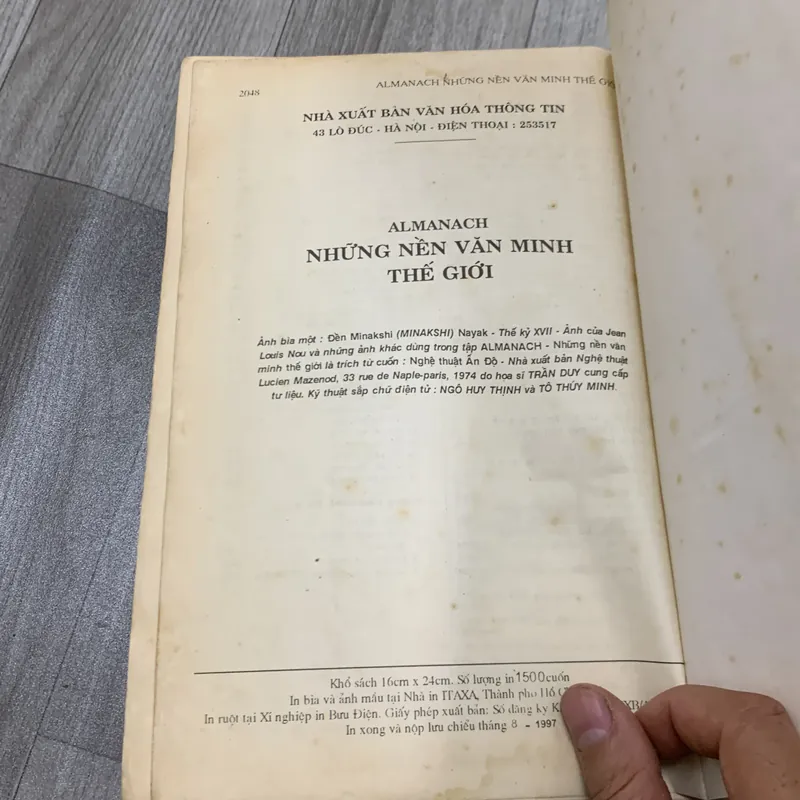 2048
ALMANACH NHỮNG NỀN VĂN MINH THẾ
NHÀ XUẤT BẢN VĂN HÓA THÔNG TIN
43 LÒ ĐÚC - HÀ NỘI - ĐIỆN THOẠI : 253517
ALMANACH
NHỮNG NỀN VĂN MINH
THẾ GIỚI
Ảnh bìa một : Đền Minakshi (MINAKSHI) Nayak - Thế kỷ XVII - Ảnh của Jean
Louis Nou và những ảnh khác dùng trong tập ALMANACH - Những nền văn
minh thế giới là trích từ cuốn : Nghệ thuật Ấn Độ - Nhà xuất bản Nghệ thuật
Lucien Mazenod, 33 rue de Naple-paris, 1974 do họa sĩ TRẦN DUY cung cấp
tư liệu. Kỹ thuật sắp chữ điện tử : NGÔ HUY THỊNH và TÔ THÚY MINH.
Khổ sách 16cm x 24cm. Số lượng in 1500cuốn
In bìa và ảnh mầu tại Nhà in ITAXA, Thành phố Hồ
In ruột tại Xí nghiệp in Bưu Điện. Giấy phép xuất bản: Số đăng ký
In xong và nộp lưu chiểu tháng 8 - 1997